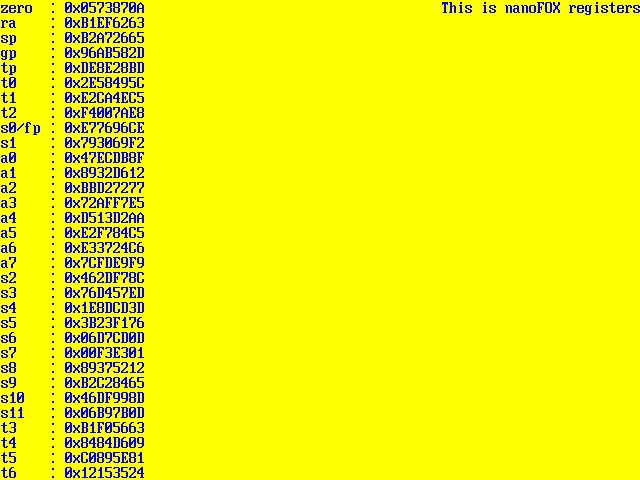 zero  : 0x0573870A This is nanoFOX registers
ra    : 0xB1EF6263
sp    : 0xB2A72665
gp    : 0x96AB582D
tp    : 0xDE8E28BD
t0    : 0x2E58495C
t1    : 0xE2CA4EC5
t2    : 0xF4007AE8
s0/fp : 0xE77696CE
s1    : 0x793069F2
a0    : 0x47ECDB8F
a1    : 0x8932D612
a2    : 0xBBD27277
a3    : 0x72AFF7E5
a4    : 0xD513D2AA
a5    : 0xE2F784C5
a6    : 0xE33724C6
a7    : 0x7CFDE9F9
s2    : 0x462DF78C
s3    : 0x76D457ED
s4    : 0x1E8DCD3D
s5    : 0x3B23F176
s6    : 0x06D7CD0D
s7    : 0x00F3E301
s8    : 0x89375212
s9    : 0xB2C28465
s10   : 0x46DF998D
s11   : 0x06B97B0D
t3    : 0xB1F05663
t4    : 0x8484D609
t5    : 0xC0895E81
t6    : 0x12153524